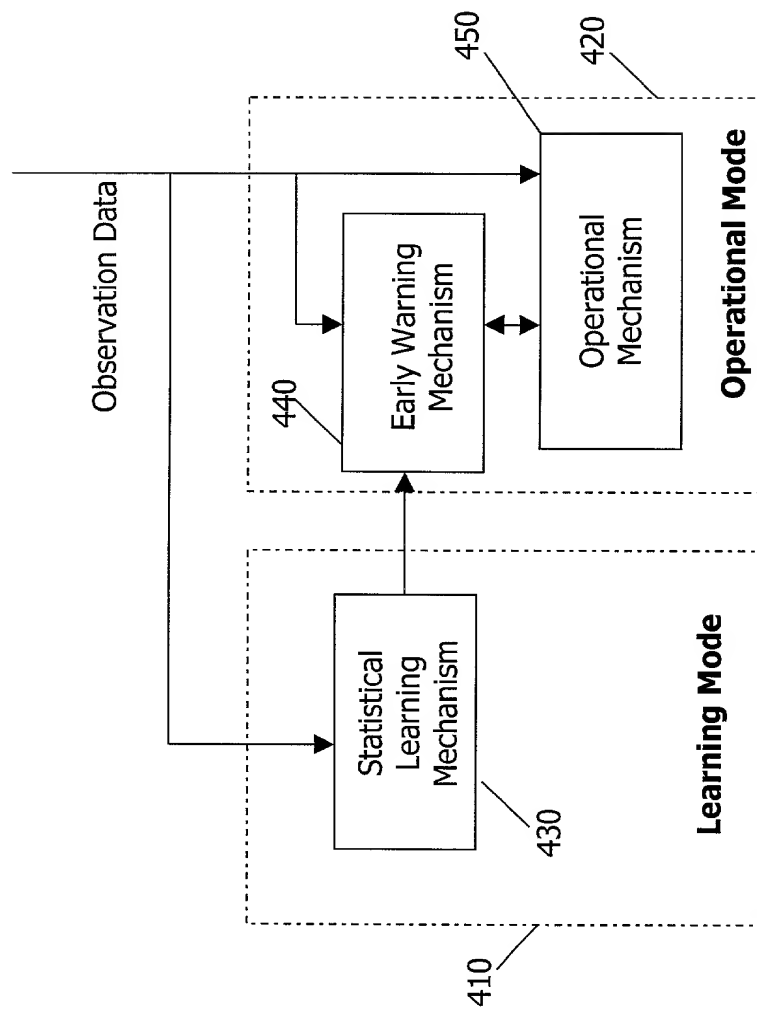 Observation Data
410
Learning Mode
430
Statistical
Learning
Mechanism
440
Early Warning
Mechanism
450
Operational
Mechanism
420
Operational Mode